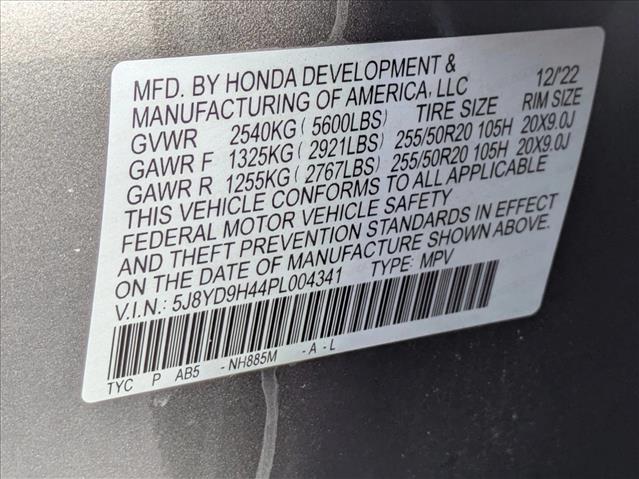 MFD. BY HONDA DEVELOPMENT & 12/'22
MANUFACTURING OF AMERICA, LLC TIRE SIZE RIM SIZE
GVWR 2540KG ( 5600LBS)
GAWR F 1325KG ( 2921LBS) 255/50R20 105H 20X9.0J
GAWR R 1255KG ( 2767LBS) 255/50R20 105H 20X9.0J
THIS VEHICLE CONFORMS TO ALL APPLICABLE
FEDERAL MOTOR VEHICLE SAFETY
AND THEFT PREVENTION STANDARDS IN EFFECT
ON THE DATE OF MANUFACTURE SHOWN ABOVE.
V.I.N.: 5J8YD9H44PL004341 TYPE: MPV
TYC P AB5 - NH885M - A - L